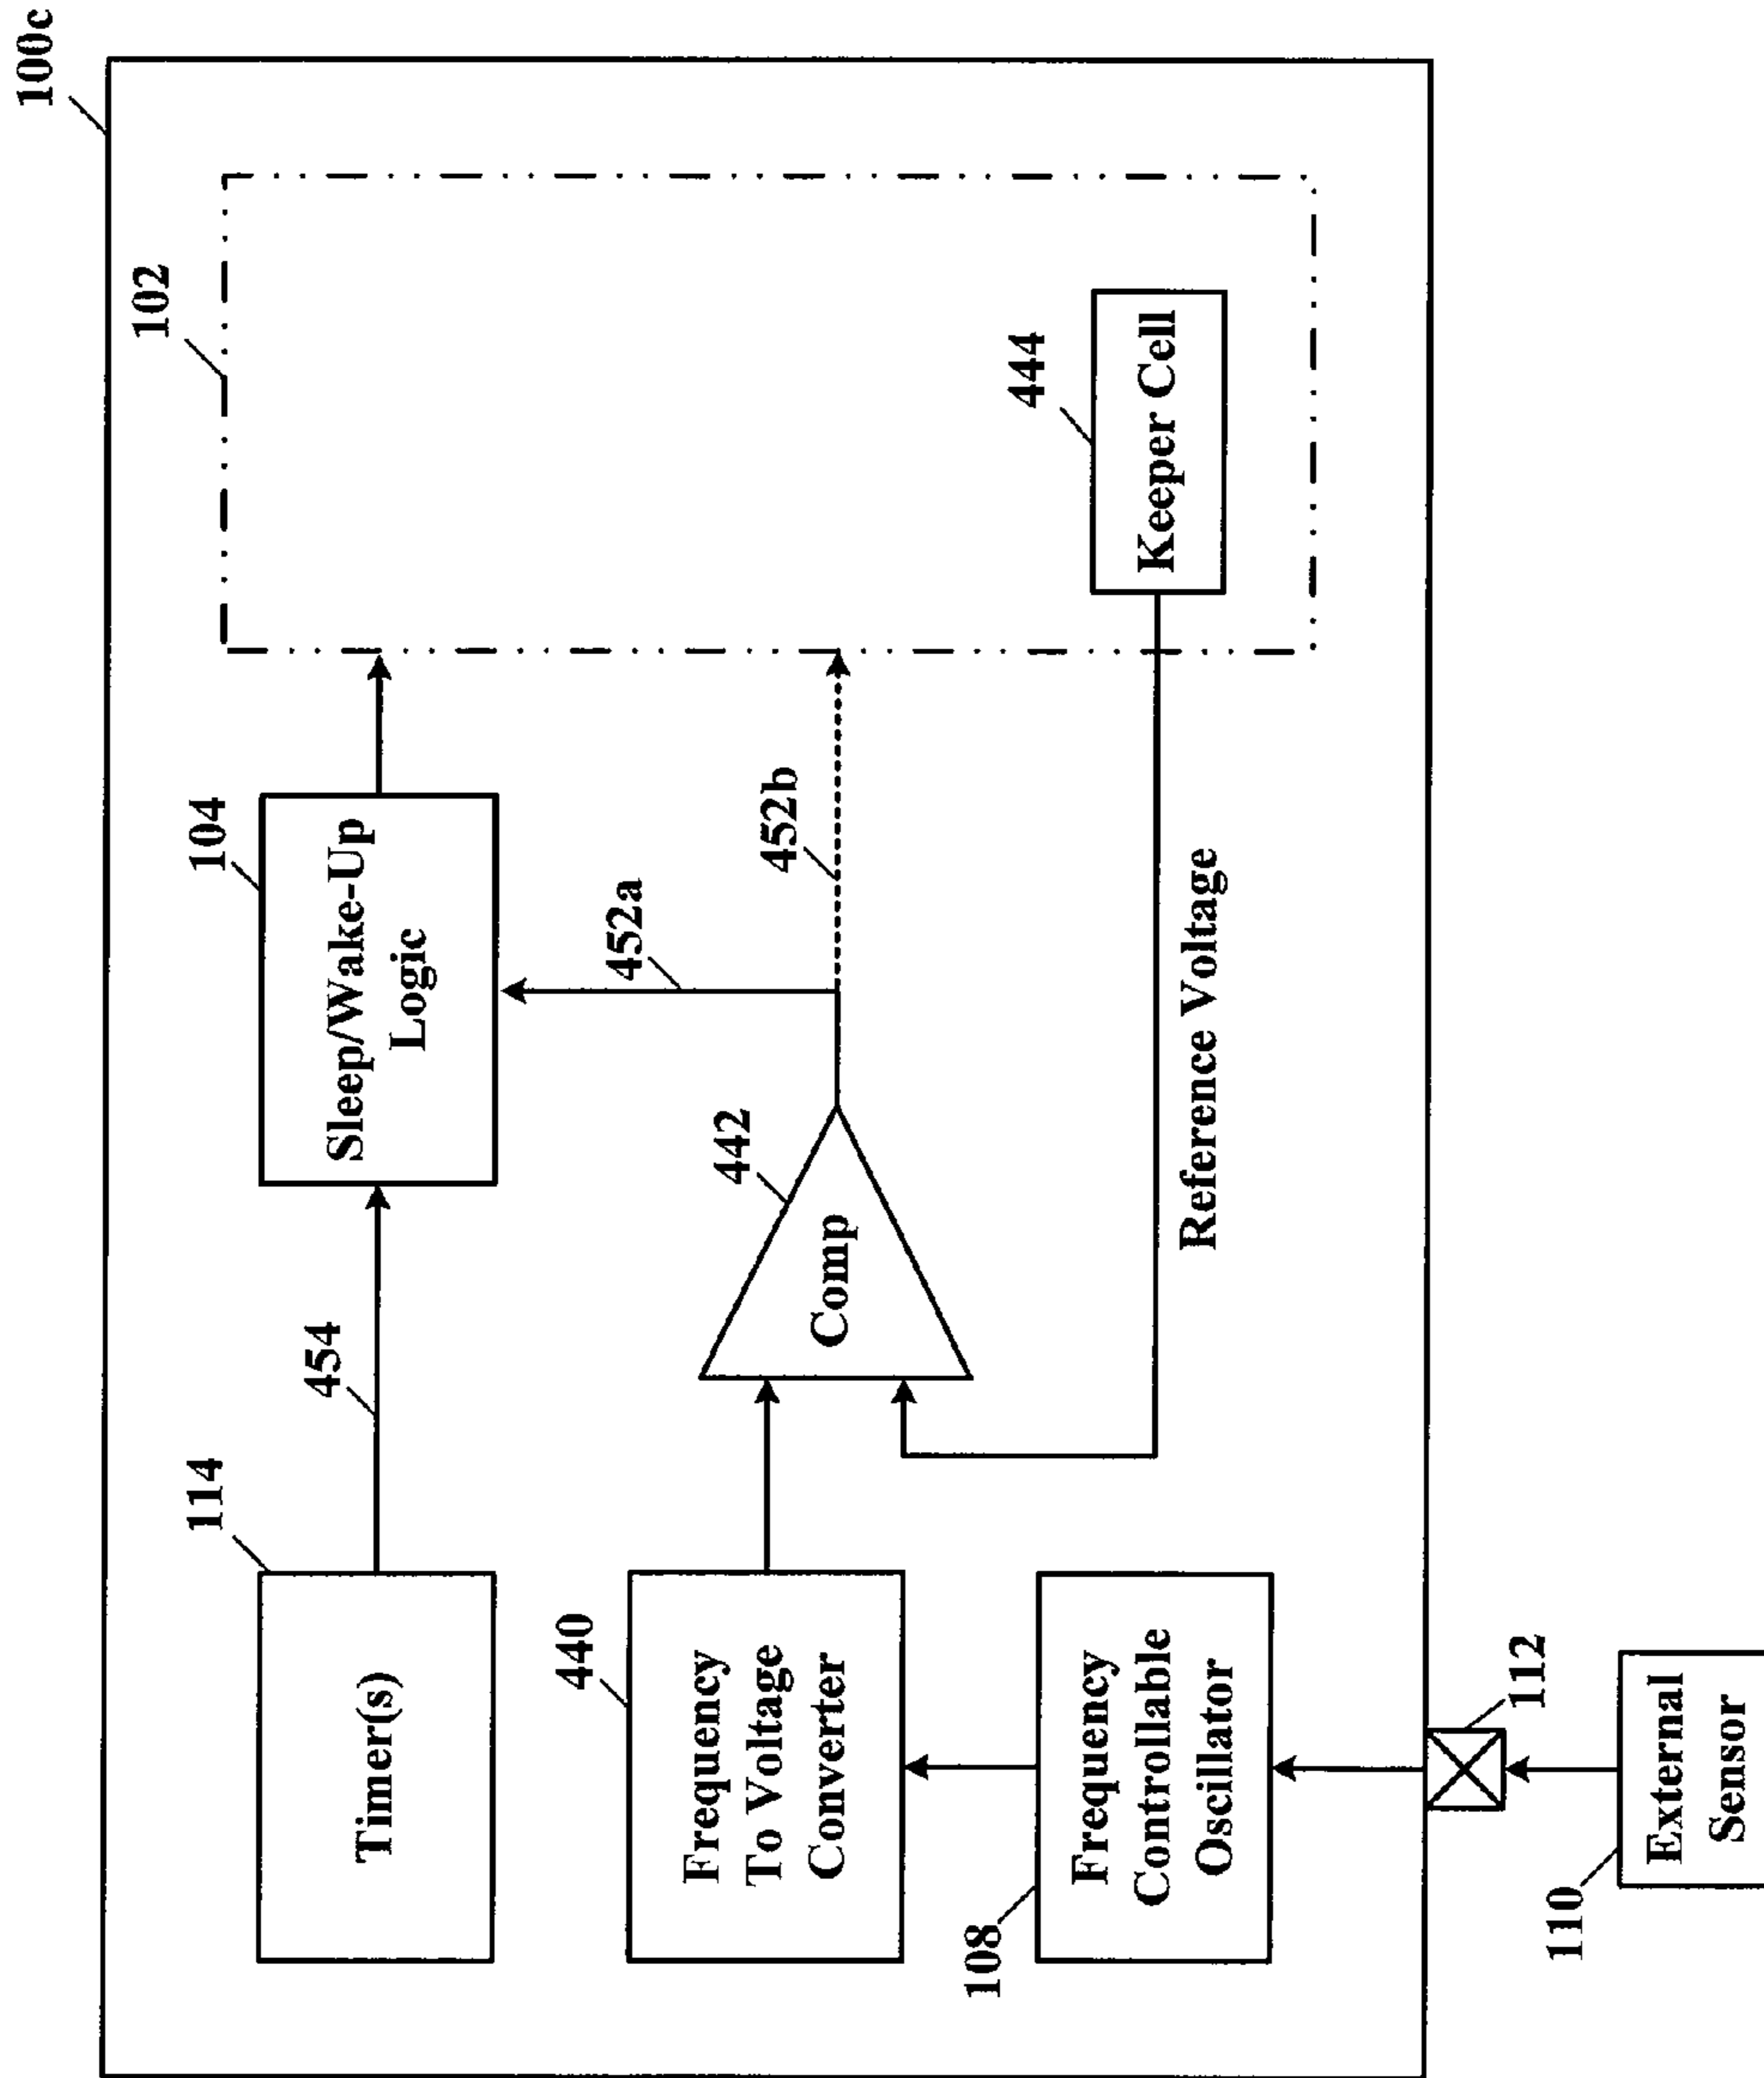 100c
102
104
Sleep/Wake-Up
Logic
114
Timer(s)
454
452a
452b
442
Comp
440
Frequency
To Voltage
Converter
444
Keeper Cell
Reference Voltage
108
Frequency
Controllable
Oscillator
112
110
External
Sensor